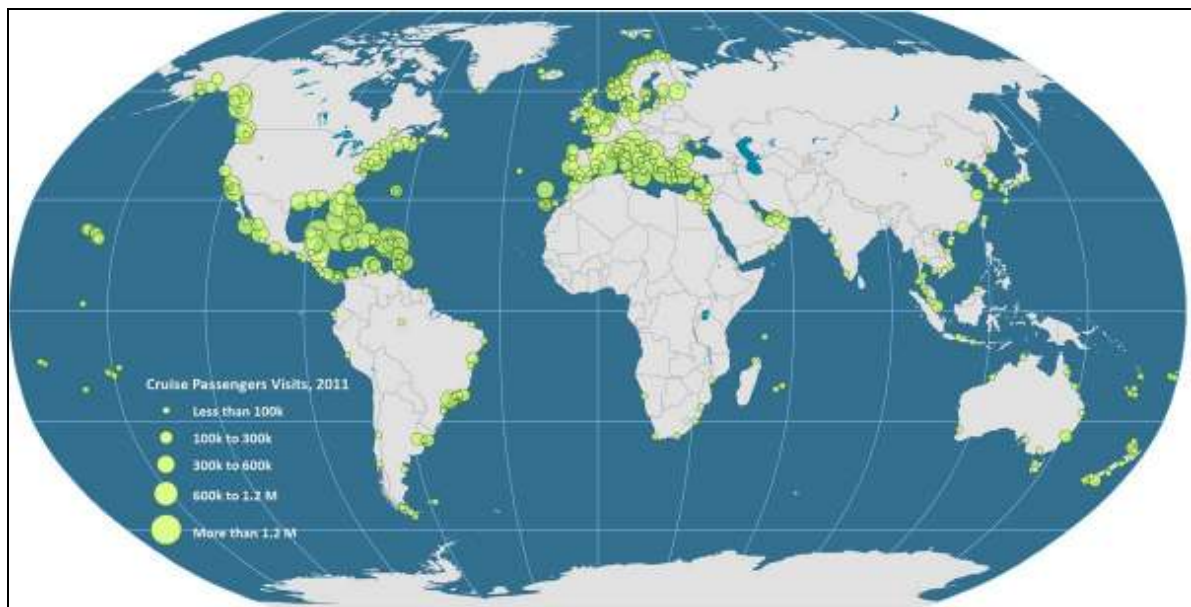 Cruise Passengers Visits, 2011
Less than 100k
100k to 300k
300k to 600k
600k to 1.2 M
More than 1.2 M